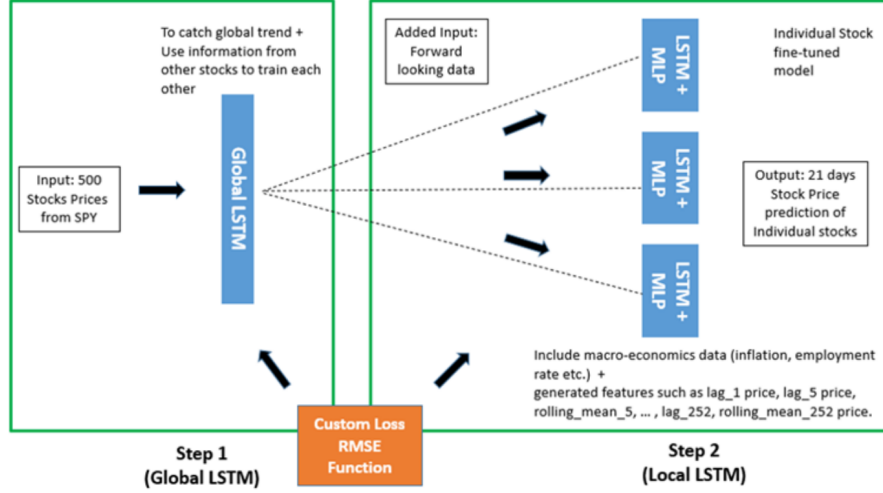 To catch global trend +
Use information from
other stocks to train each
other
Global LSTM
Input: 500
Stocks Prices
from SPY
Added Input:
Forward
looking data
LSTM +
MLP
LSTM +
MLP
LSTM +
MLP
Individual Stock
fine-tuned
model
Output: 21 days
Stock Price
prediction of
Individual stocks
Include macro-economics data (inflation, employment
rate etc.) +
generated features such as lag_1 price, lag_5 price,
rolling_mean_5, ... , lag_252, rolling_mean_252 price.
Custom Loss
RMSE
Function
Step 1
(Global LSTM)
Step 2
(Local LSTM)